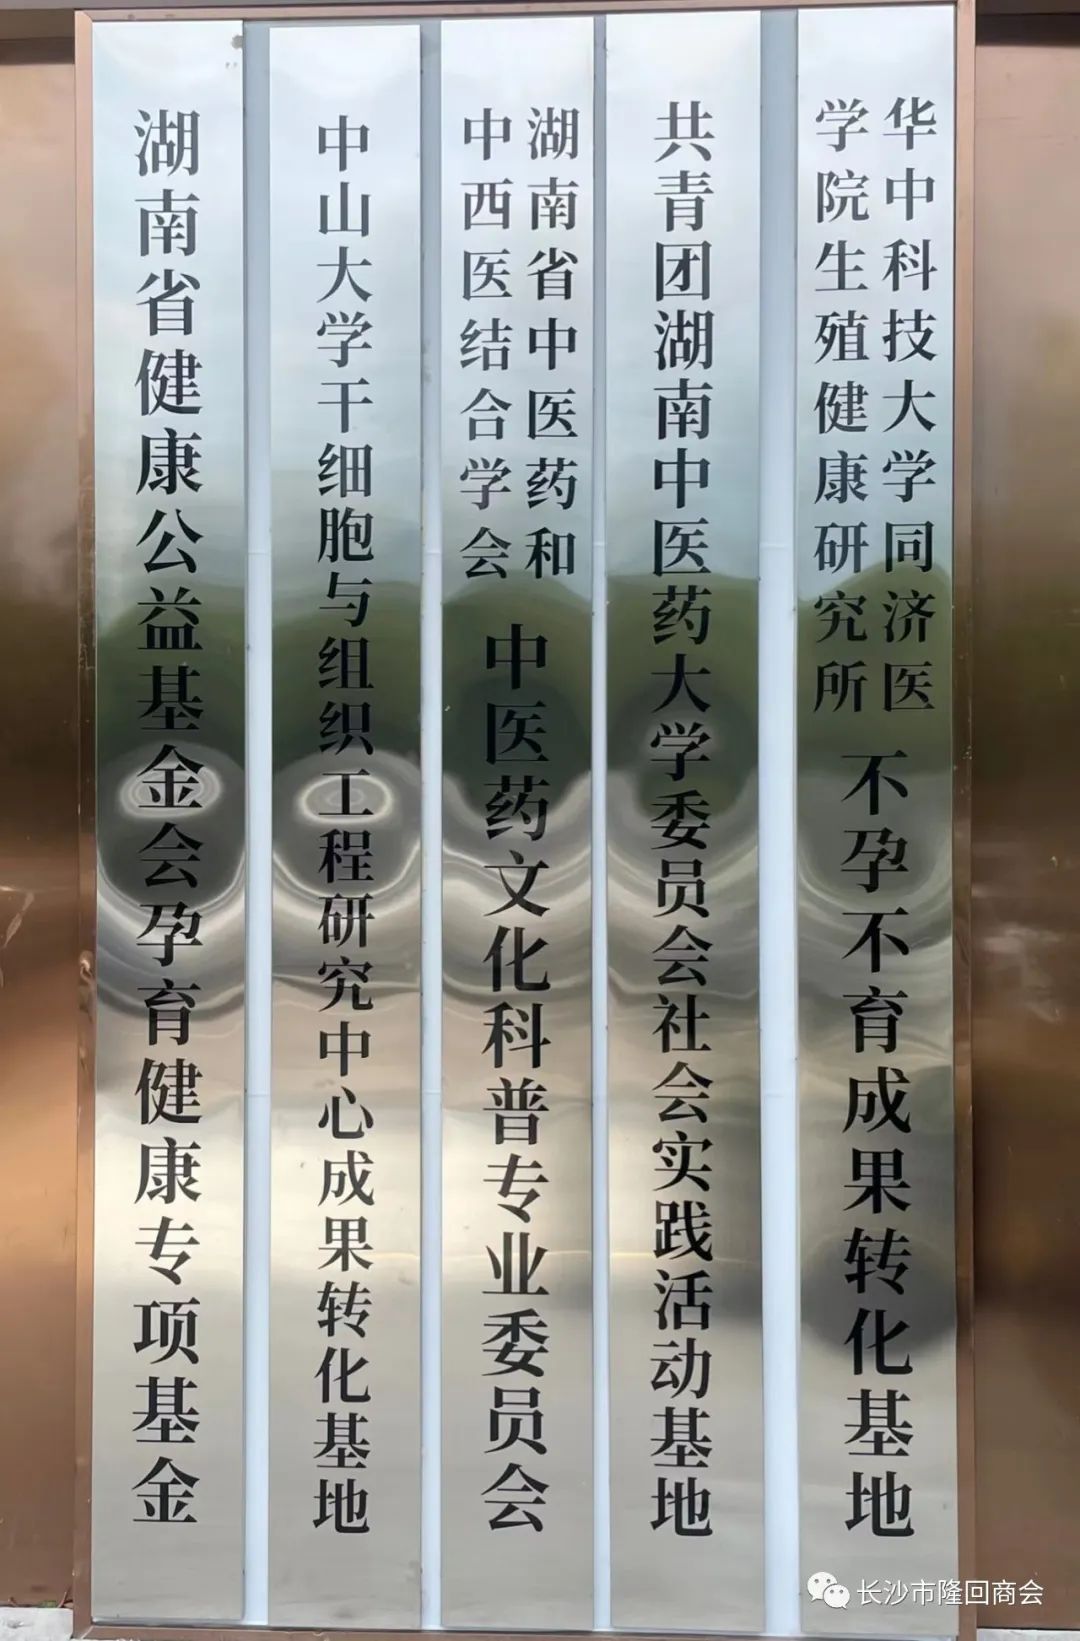 华中科技大学同济医
学院生殖健康研究所
不孕不育成果转化基地
共青团湖南中医药大学委员会社会实践活动基地
湖南省中医药和
中西医结合学会
中医药文化科普专业委员会
中山大学干细胞与组织工程研究中心成果转化基地
湖南省健康公益基金会孕育健康专项基金
长沙市隆回商会